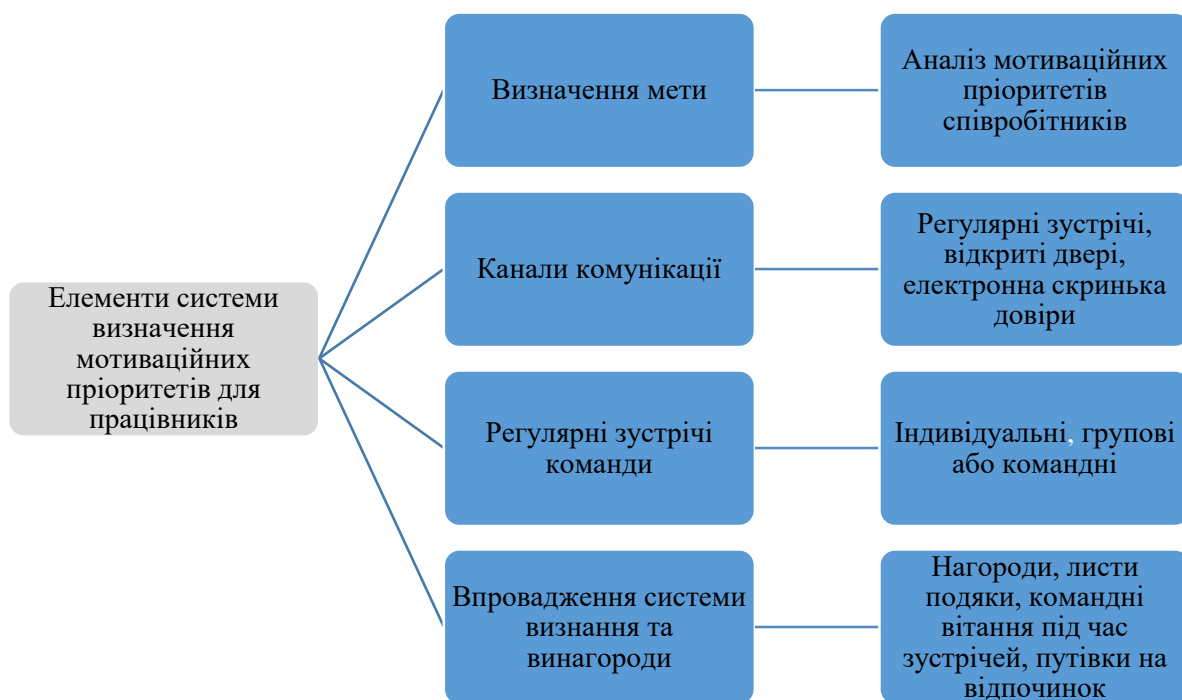 Елементи системи
визначення
мотиваційних
пріоритетів для
працівників
Визначення мети
Аналіз мотиваційних
пріоритетів
співробітників
Канали комунікації
Регулярні зустрічі,
відкриті двері,
електронна скринька
довіри
Регулярні зустрічі
команди
Індивідуальні, групові
або командні
Впровадження системи
визнання та
винагороди
Нагороди, листи
подяки, командні
вітання під час
зустрічей, путівки на
відпочинок